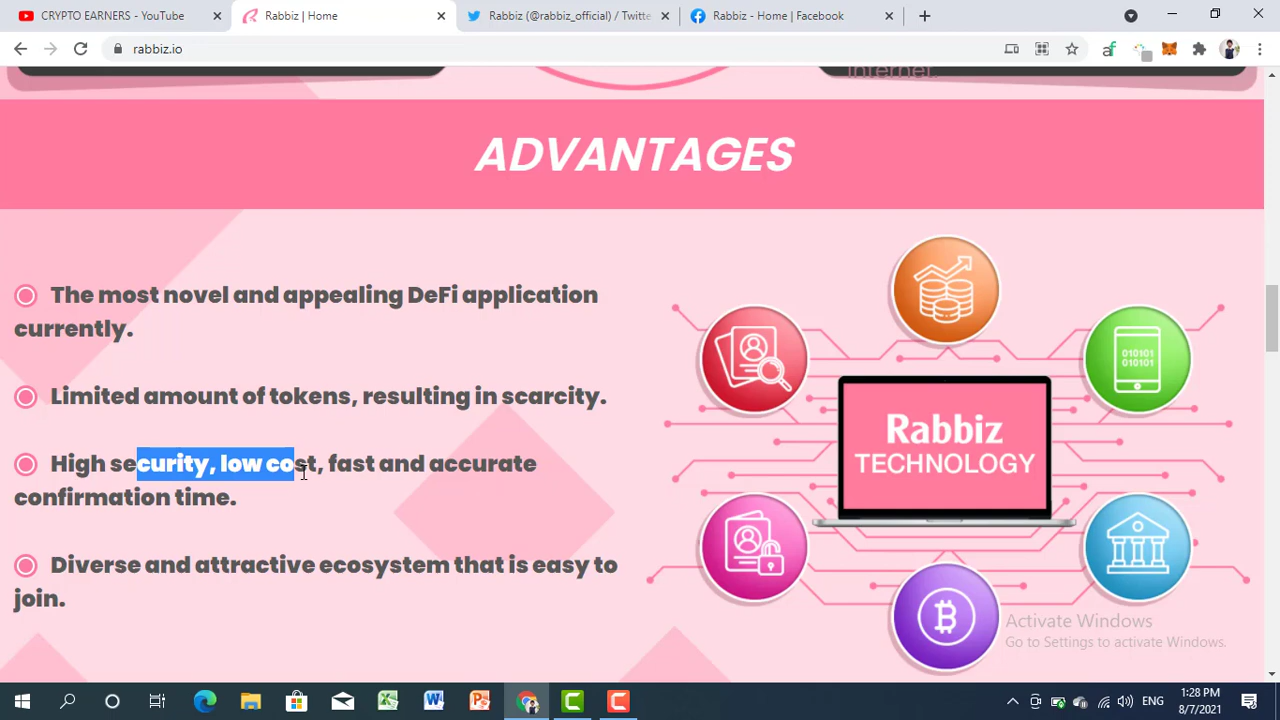 CRYPTO EARNERS - YouTube
Rabbiz | Home
Rabbiz (@rabbiz_official) / Twitte
Rabbiz - Home | Facebook
rabbiz.io
internet.
ADVANTAGES
The most novel and appealing DeFi application
currently.
Limited amount of tokens, resulting in scarcity.
High security, low cost, fast and accurate
confirmation time.
Diverse and attractive ecosystem that is easy to
join.
010101
010101
Rabbiz
TECHNOLOGY
Activate Windows
Go to Settings to activate Windows.
ENG
1:28 PM
8/7/2021